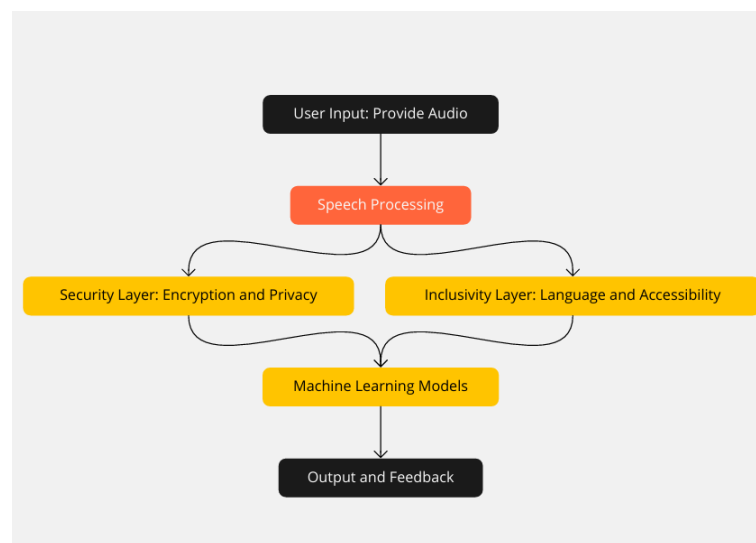 User Input: Provide Audio
Speech Processing
Security Layer: Encryption and Privacy
Inclusivity Layer: Language and Accessibility
Machine Learning Models
Output and Feedback